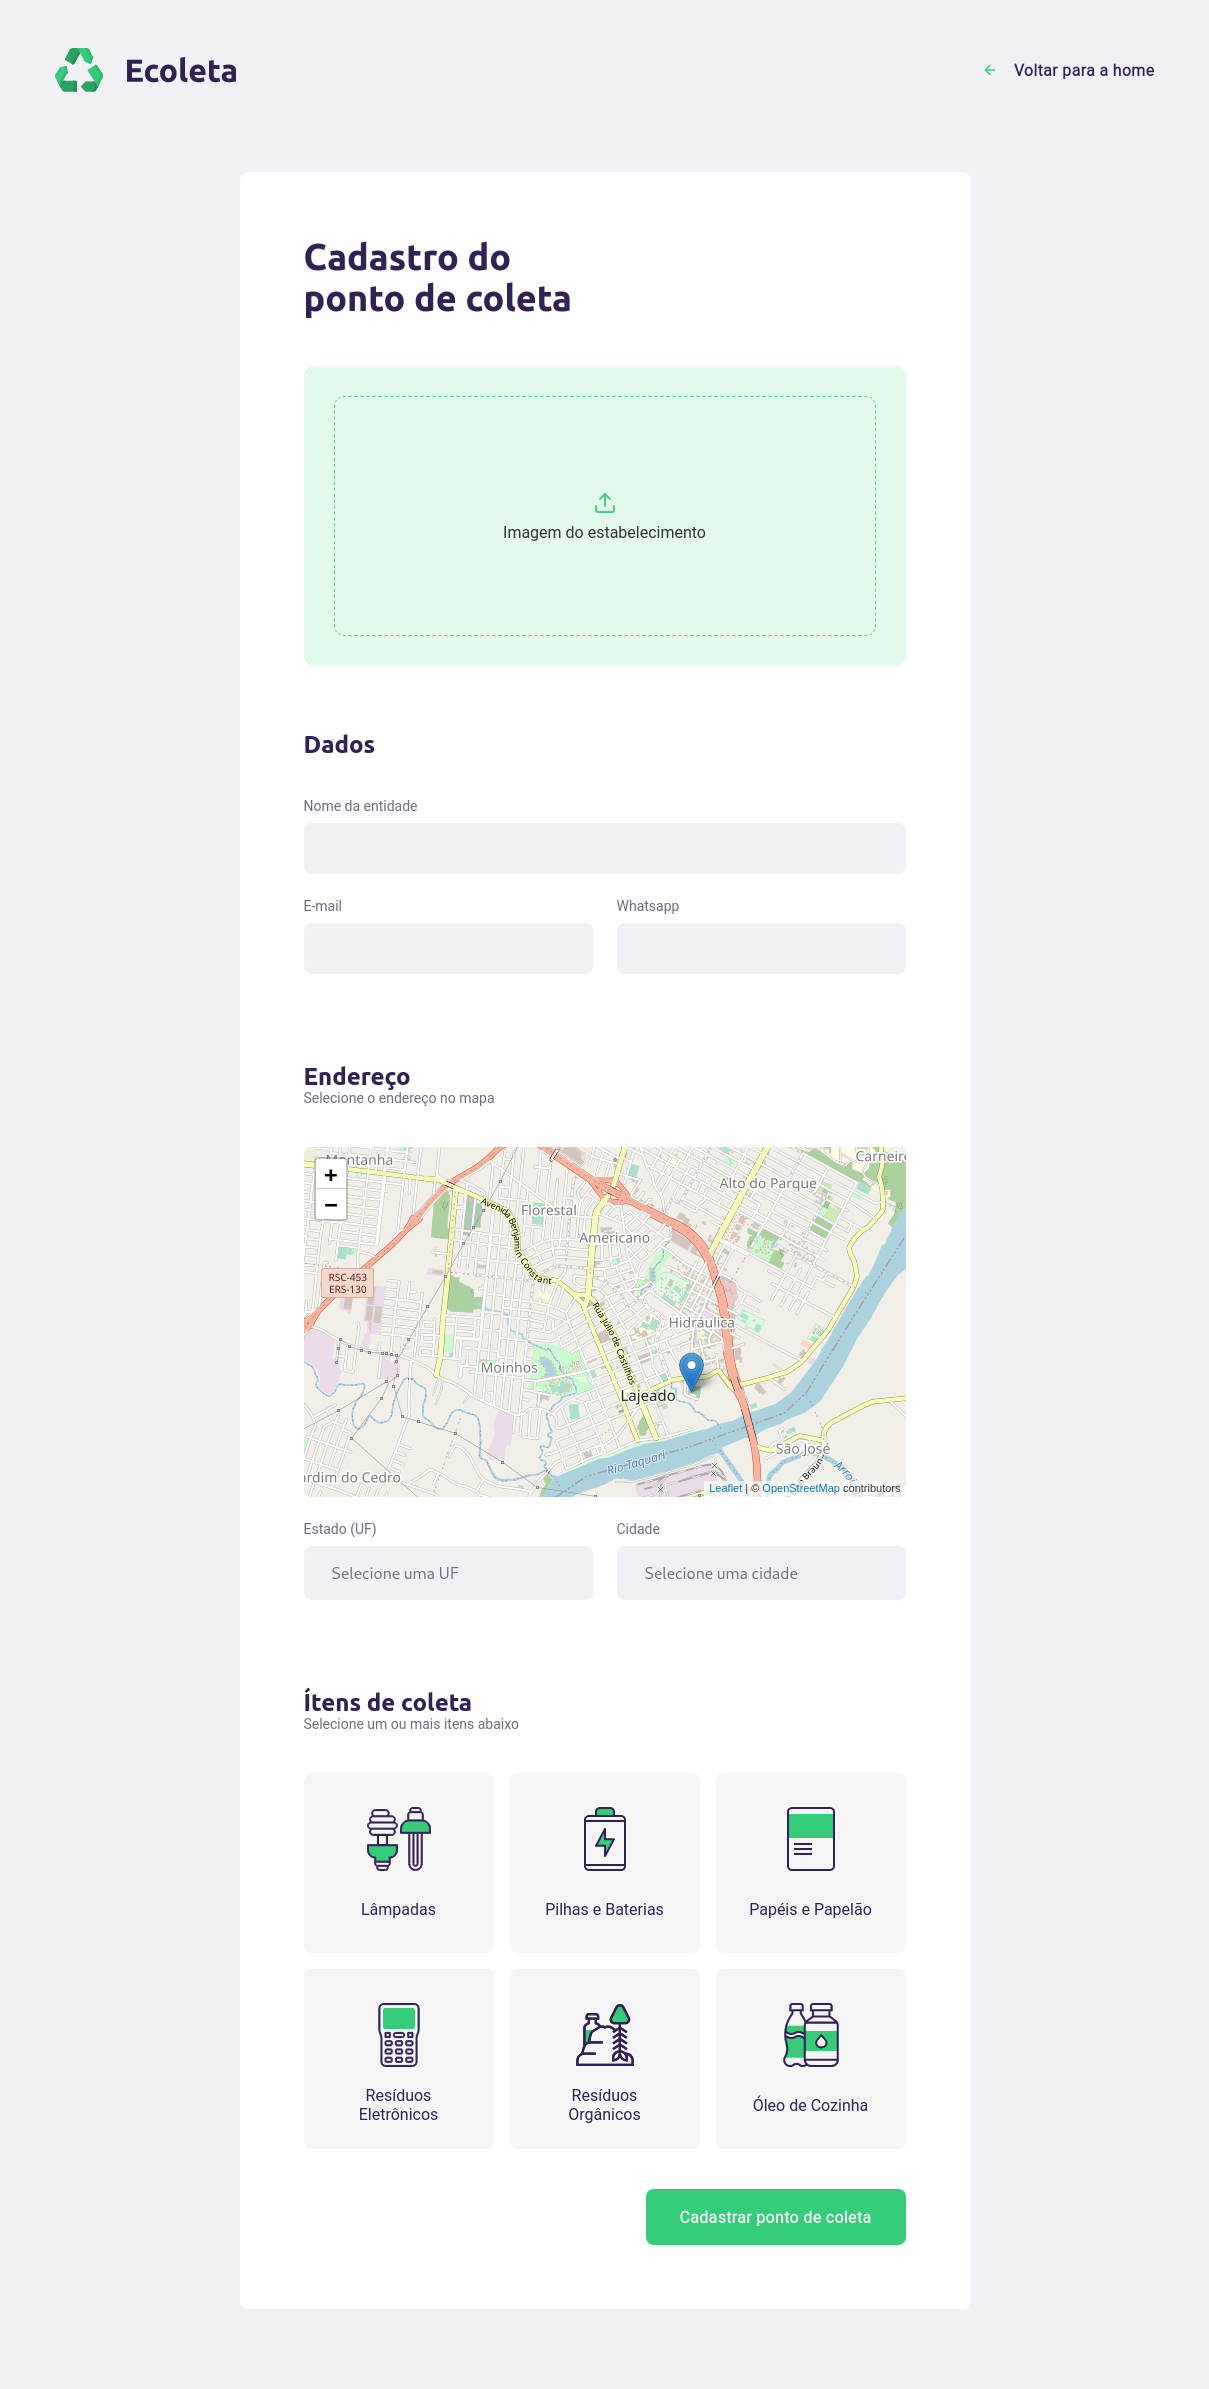 Ecoleta
Voltar para a home
Cadastro do
ponto de coleta
Imagem do estabelecimento
Dados
Nome da entidade
E-mail
Whatsapp
Endereço
Selecione o endereço no mapa
+
−
Montanha
Carneiro
Alto do Parque
Florestal
Avenida Benjamin Constant
Americano
RSC-453
ERS-130
Rua Júlio de Castilhos
Hidráulica
Moinhos
Lajeado
São José
Rio Taquari
ardim do Cedro
Braun
Arroio
Leaflet | © OpenStreetMap contributors
Estado (UF)
Cidade
Selecione uma UF
Selecione uma cidade
Ítens de coleta
Selecione um ou mais itens abaixo
Lâmpadas
Pilhas e Baterias
Papéis e Papelão
Resíduos
Eletrônicos
Resíduos
Orgânicos
Óleo de Cozinha
Cadastrar ponto de coleta